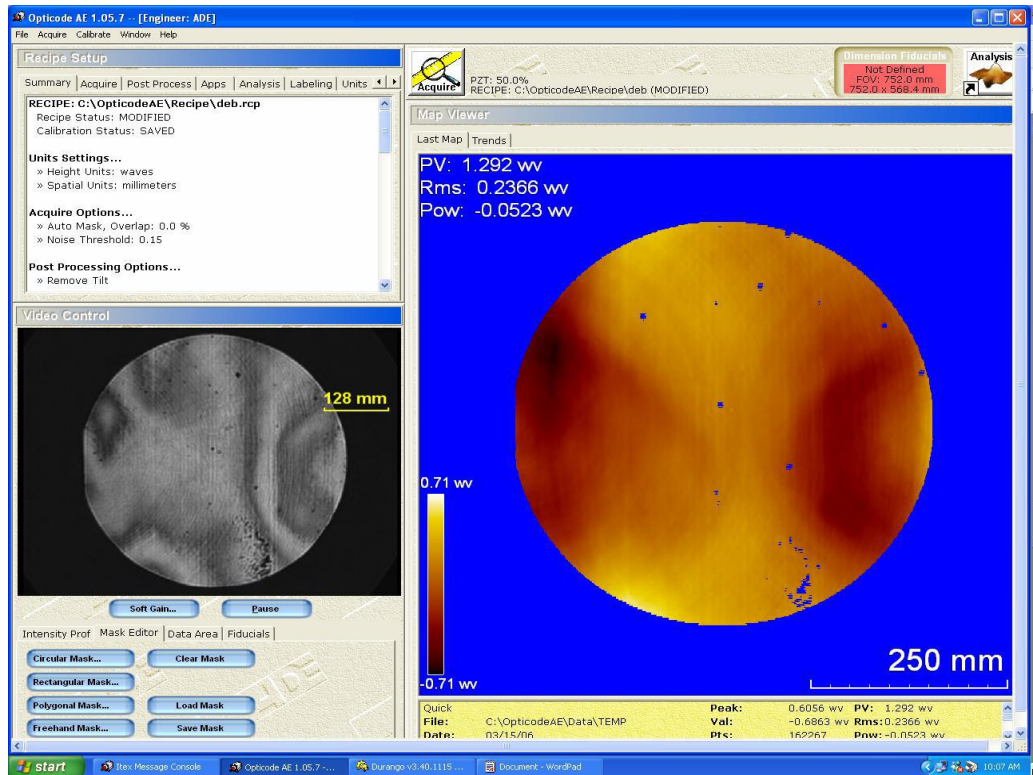 Opticode AE 1.05.7 -- [Engineer: ADE]
File Acquire Calibrate Window Help
Recipe Setup
Summary Acquire Post Process Apps Analysis Labeling Units
RECIPE: C:\OpticodeAE\Recipe\deb.rcp
Recipe Status: MODIFIED
Calibration Status: SAVED
Units Settings...
» Height Units: waves
» Spatial Units: millimeters
Acquire Options...
» Auto Mask, Overlap: 0.0 %
» Noise Threshold: 0.15
Post Processing Options...
» Remove Tilt
Acquire
PZT: 50.0%
RECIPE: C:\OpticodeAE\Recipe\deb (MODIFIED)
Dimension Fiducials
Not Defined
FOV: 752.0 mm
752.0 x 568.4 mm
Analysis
Map Viewer
Last Map Trends
PV: 1.292 wv
Rms: 0.2366 wv
Pow: -0.0523 wv
0.71 wv
-0.71 wv
250 mm
Video Control
128 mm
Soft Gain... Pause
Intensity Prof Mask Editor Data Area Fiducials
Circular Mask... Clear Mask
Rectangular Mask...
Polygonal Mask... Load Mask
Freehand Mask... Save Mask
ADE
Quick Peak: 0.6056 wv PV: 1.292 wv
File: C:\OpticodeAE\Data\TEMP Val: -0.6863 wv Rms: 0.2366 wv
Date: 03/15/06 Pts: 162267 Pow: -0.0523 wv
start Itex Message Console Opticode AE 1.05.7 -... Durango v3.40.1115 ... Document - WordPad 10:07 AM